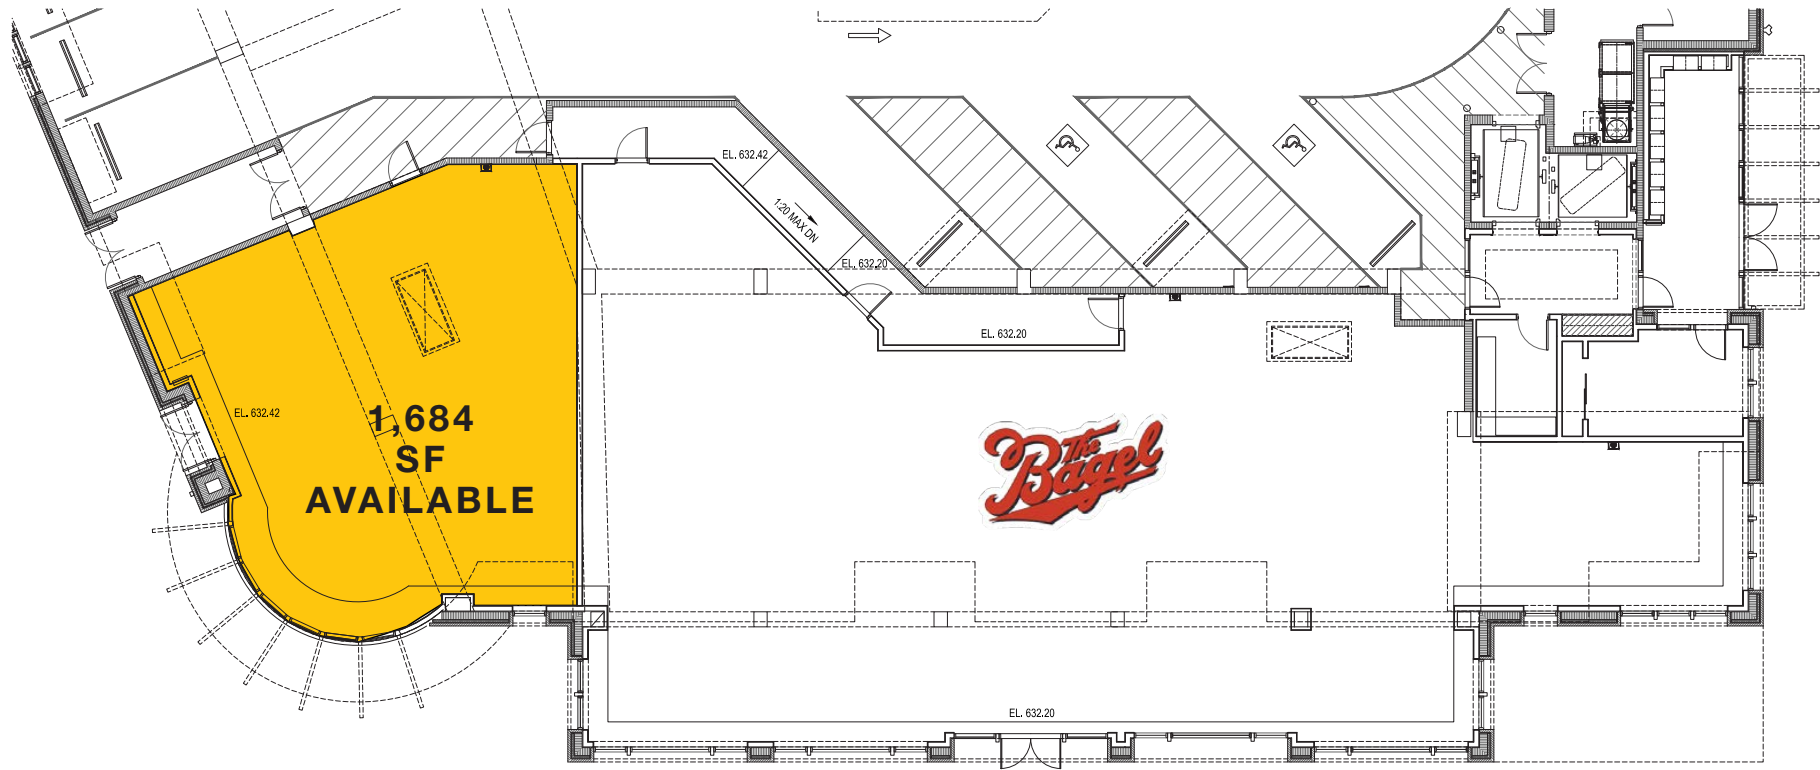 EL. 632.42
1:20 MAX DN
EL. 632.20
EL. 632.20
EL. 632.42
1,684
SF
AVAILABLE
The
Bagel
EL. 632.20